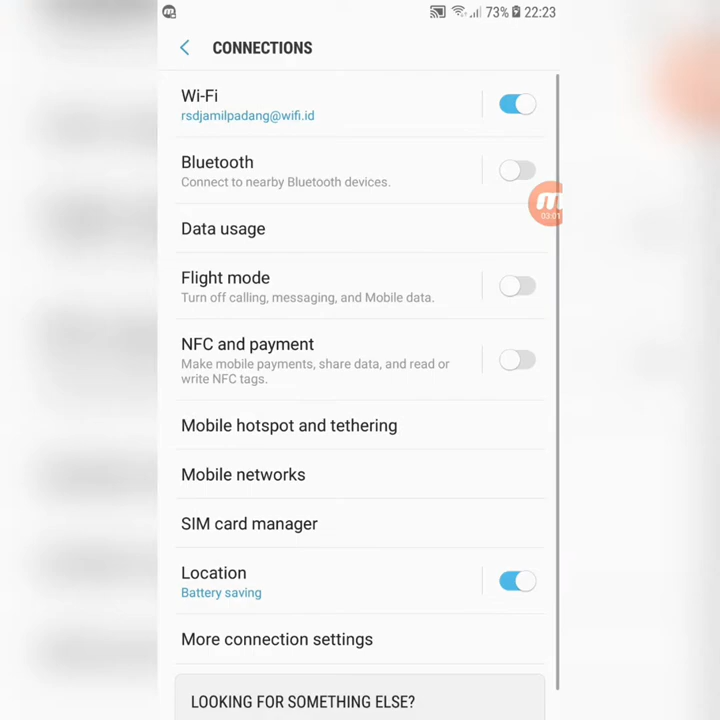 73% 22:23
CONNECTIONS
Wi-Fi
rsdjamilpadang@wifi.id
Bluetooth
Connect to nearby Bluetooth devices.
03:01
Data usage
Flight mode
Turn off calling, messaging, and Mobile data.
NFC and payment
Make mobile payments, share data, and read or
write NFC tags.
Mobile hotspot and tethering
Mobile networks
SIM card manager
Location
Battery saving
More connection settings
LOOKING FOR SOMETHING ELSE?